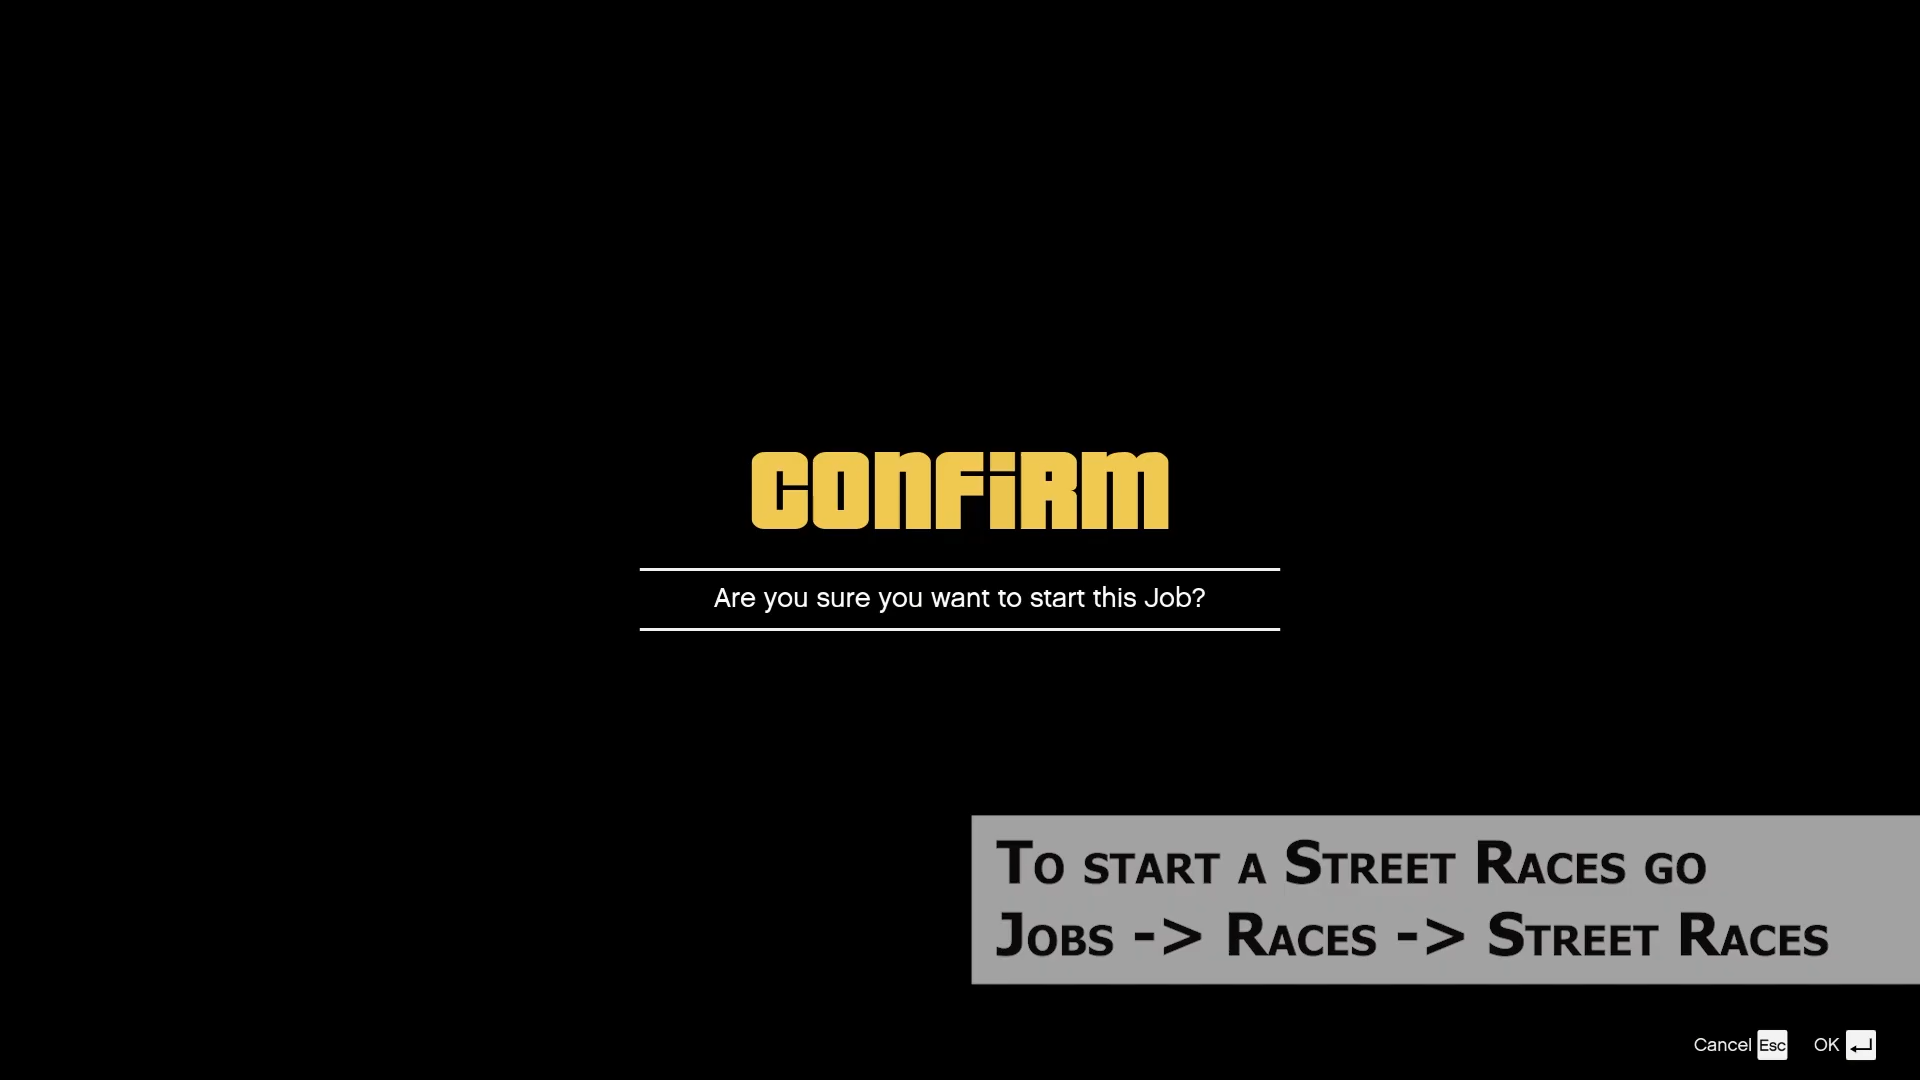 CONFIRM
Are you sure you want to start this Job?
To start a Street Races go
Jobs -> Races -> Street Races
Cancel Esc OK